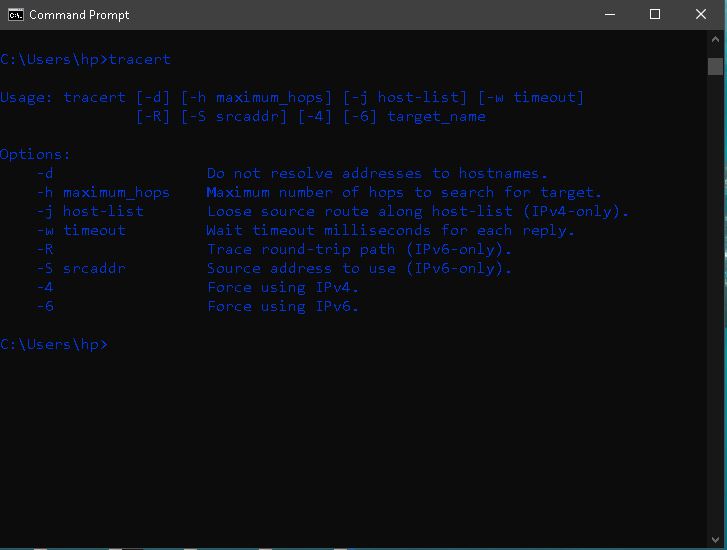 Command Prompt
C:\Users\hp>tracert
Usage: tracert [-d] [-h maximum_hops] [-j host-list] [-w timeout]
               [-R] [-S srcaddr] [-4] [-6] target_name
Options:
    -d                 Do not resolve addresses to hostnames.
    -h maximum_hops    Maximum number of hops to search for target.
    -j host-list       Loose source route along host-list (IPv4-only).
    -w timeout         Wait timeout milliseconds for each reply.
    -R                 Trace round-trip path (IPv6-only).
    -S srcaddr         Source address to use (IPv6-only).
    -4                 Force using IPv4.
    -6                 Force using IPv6.
C:\Users\hp>